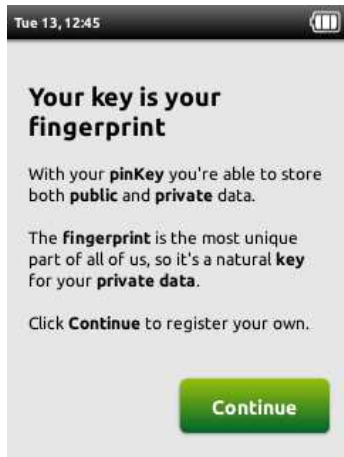 Tue 13, 12:45
Your key is your
fingerprint
With your pinKey you're able to store
both public and private data.
The fingerprint is the most unique
part of all of us, so it's a natural key
for your private data.
Click Continue to register your own.
Continue